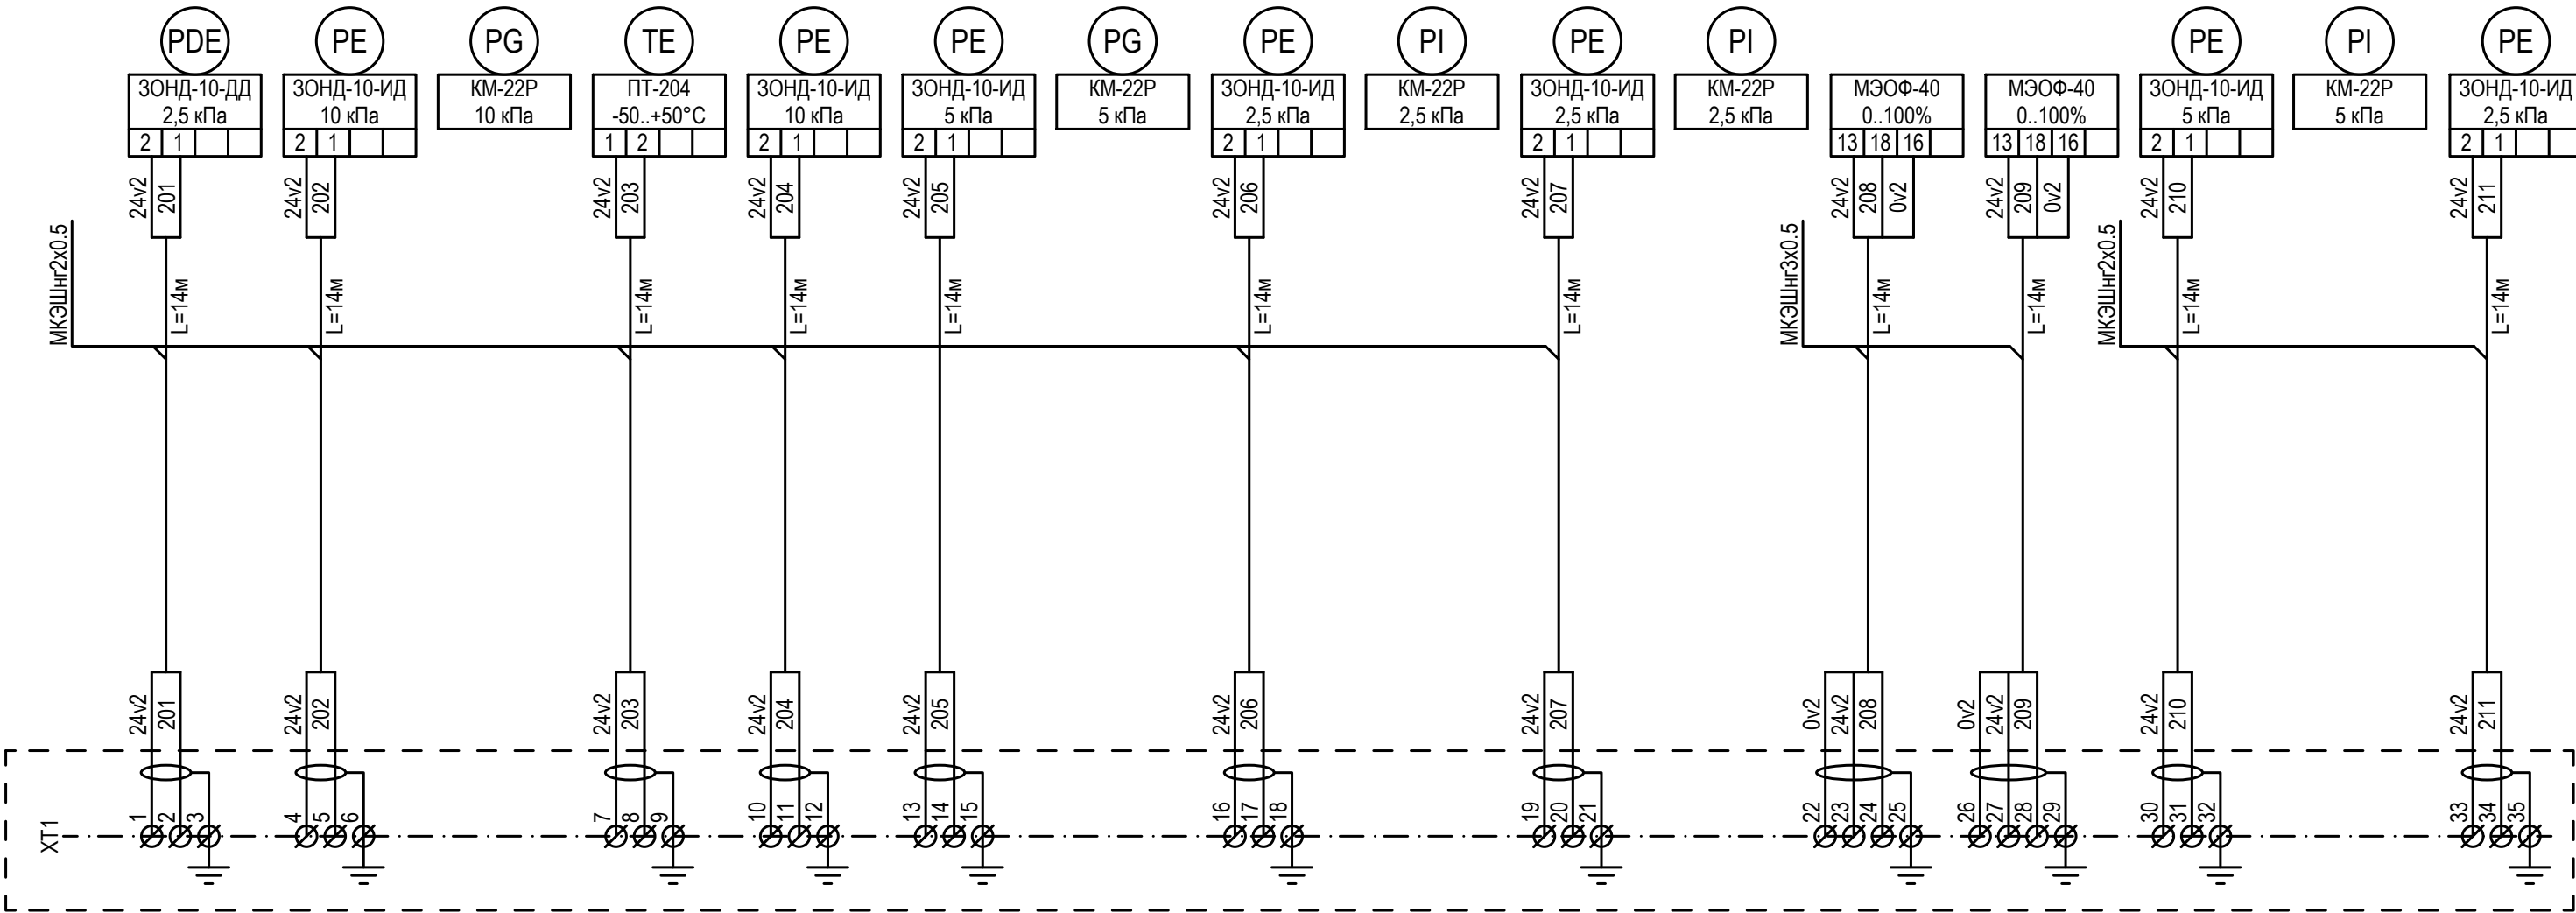 PDE PE PG TE PE PE PG PE PI PE PI PE PI PE
ЗОНД-10-ДД ЗОНД-10-ИД КМ-22Р ПТ-204 ЗОНД-10-ИД ЗОНД-10-ИД КМ-22Р ЗОНД-10-ИД КМ-22Р ЗОНД-10-ИД КМ-22Р МЭОФ-40 МЭОФ-40 ЗОНД-10-ИД КМ-22Р ЗОНД-10-ИД
2,5 кПа 10 кПа 10 кПа -50..+50°С 10 кПа 5 кПа 5 кПа 2,5 кПа 2,5 кПа 2,5 кПа 2,5 кПа 0..100% 0..100% 5 кПа 5 кПа 2,5 кПа
2 1 2 1 1 2 2 1 2 1 2 1 2 1 13 18 16 13 18 16 2 1 2 1
24v2 201 24v2 202 24v2 203 24v2 204 24v2 205 24v2 206 24v2 207 24v2 208 0v2 24v2 209 0v2 24v2 210 24v2 211
МКЭШнг2х0.5 L=14м L=14м L=14м L=14м L=14м L=14м L=14м МКЭШнг3х0.5 L=14м L=14м МКЭШнг2х0.5 L=14м L=14м
24v2 201 24v2 202 24v2 203 24v2 204 24v2 205 24v2 206 24v2 207 0v2 24v2 208 0v2 24v2 209 24v2 210 24v2 211
XT1 1 2 3 4 5 6 7 8 9 10 11 12 13 14 15 16 17 18 19 20 21 22 23 24 25 26 27 28 29 30 31 32 33 34 35